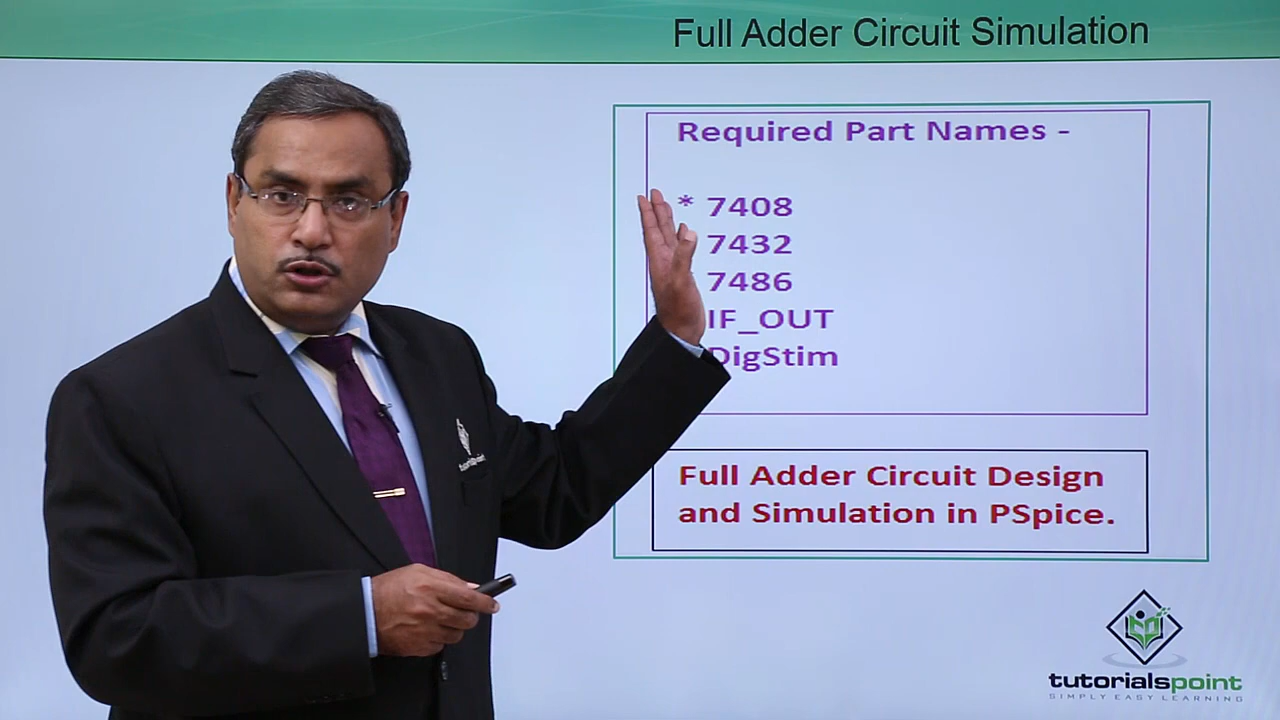 Full Adder Circuit Simulation
Required Part Names -
* 7408
7432
7486
IF_OUT
DigStim
Full Adder Circuit Design
and Simulation in PSpice.
tutorialspoint
SIMPLY EASY LEARNING